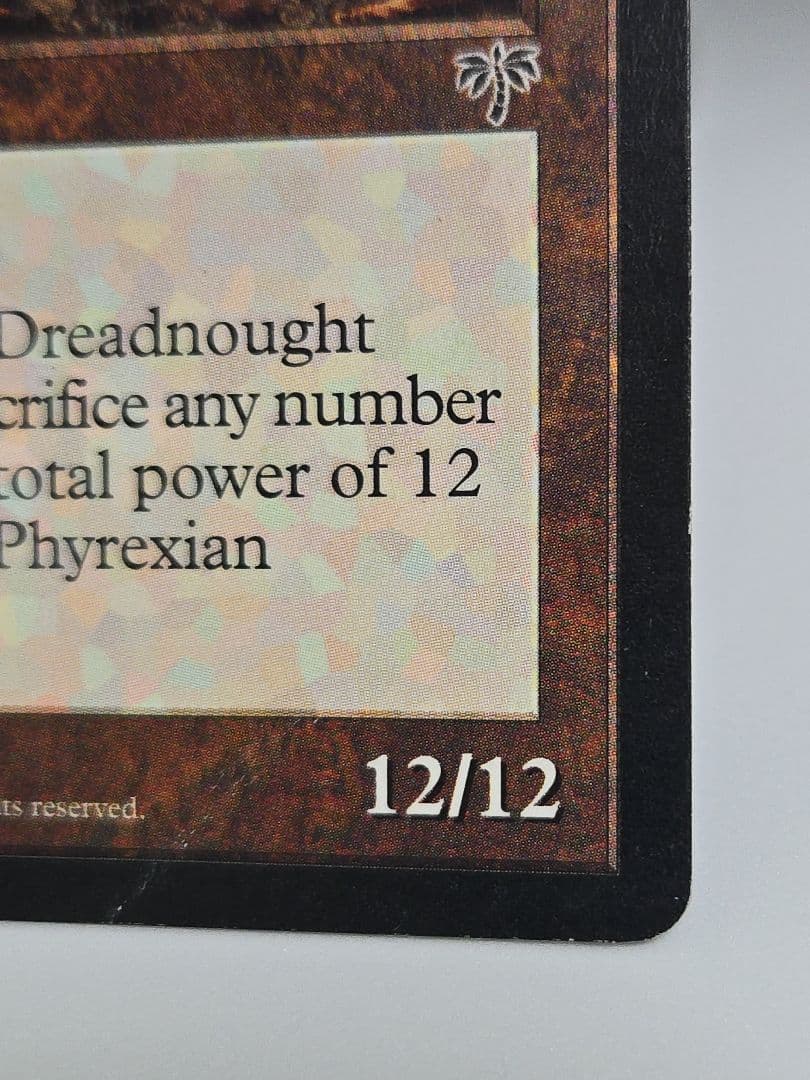 Dreadnought
crifice any number
total power of 12
Phyrexian
12/12
ts reserved.